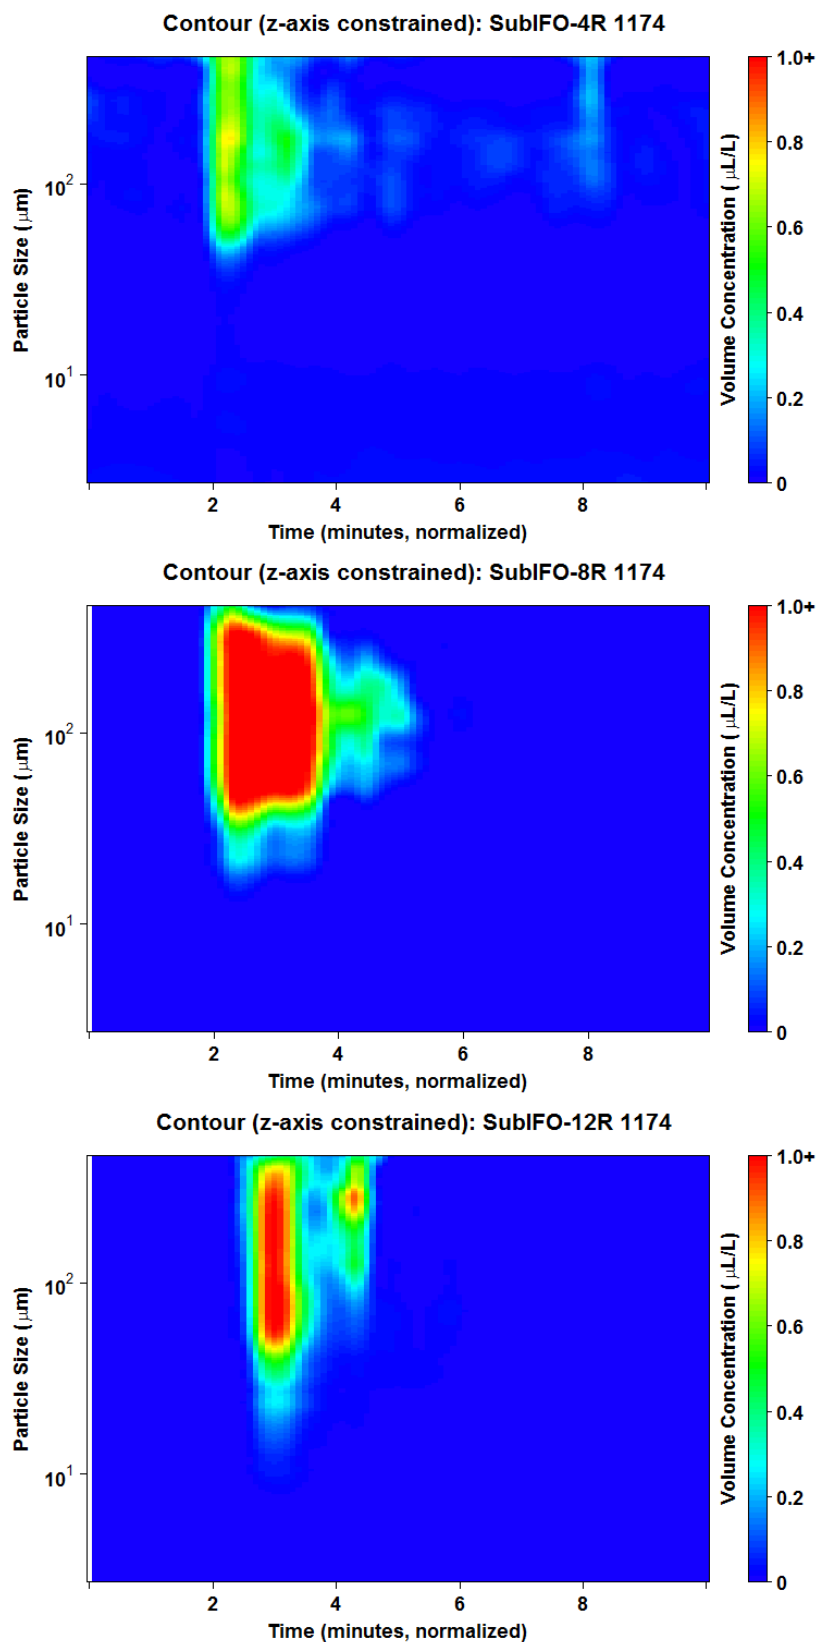 Contour (z-axis constrained): SubIFO-4R 1174
Particle Size (μm)
10²
10¹
2 4 6 8
Time (minutes, normalized)
Volume Concentration ( μL/L)
1.0+
0.8
0.6
0.4
0.2
0
Contour (z-axis constrained): SubIFO-8R 1174
Particle Size (μm)
10²
10¹
2 4 6 8
Time (minutes, normalized)
Volume Concentration ( μL/L)
1.0+
0.8
0.6
0.4
0.2
0
Contour (z-axis constrained): SubIFO-12R 1174
Particle Size (μm)
10²
10¹
2 4 6 8
Time (minutes, normalized)
Volume Concentration ( μL/L)
1.0+
0.8
0.6
0.4
0.2
0